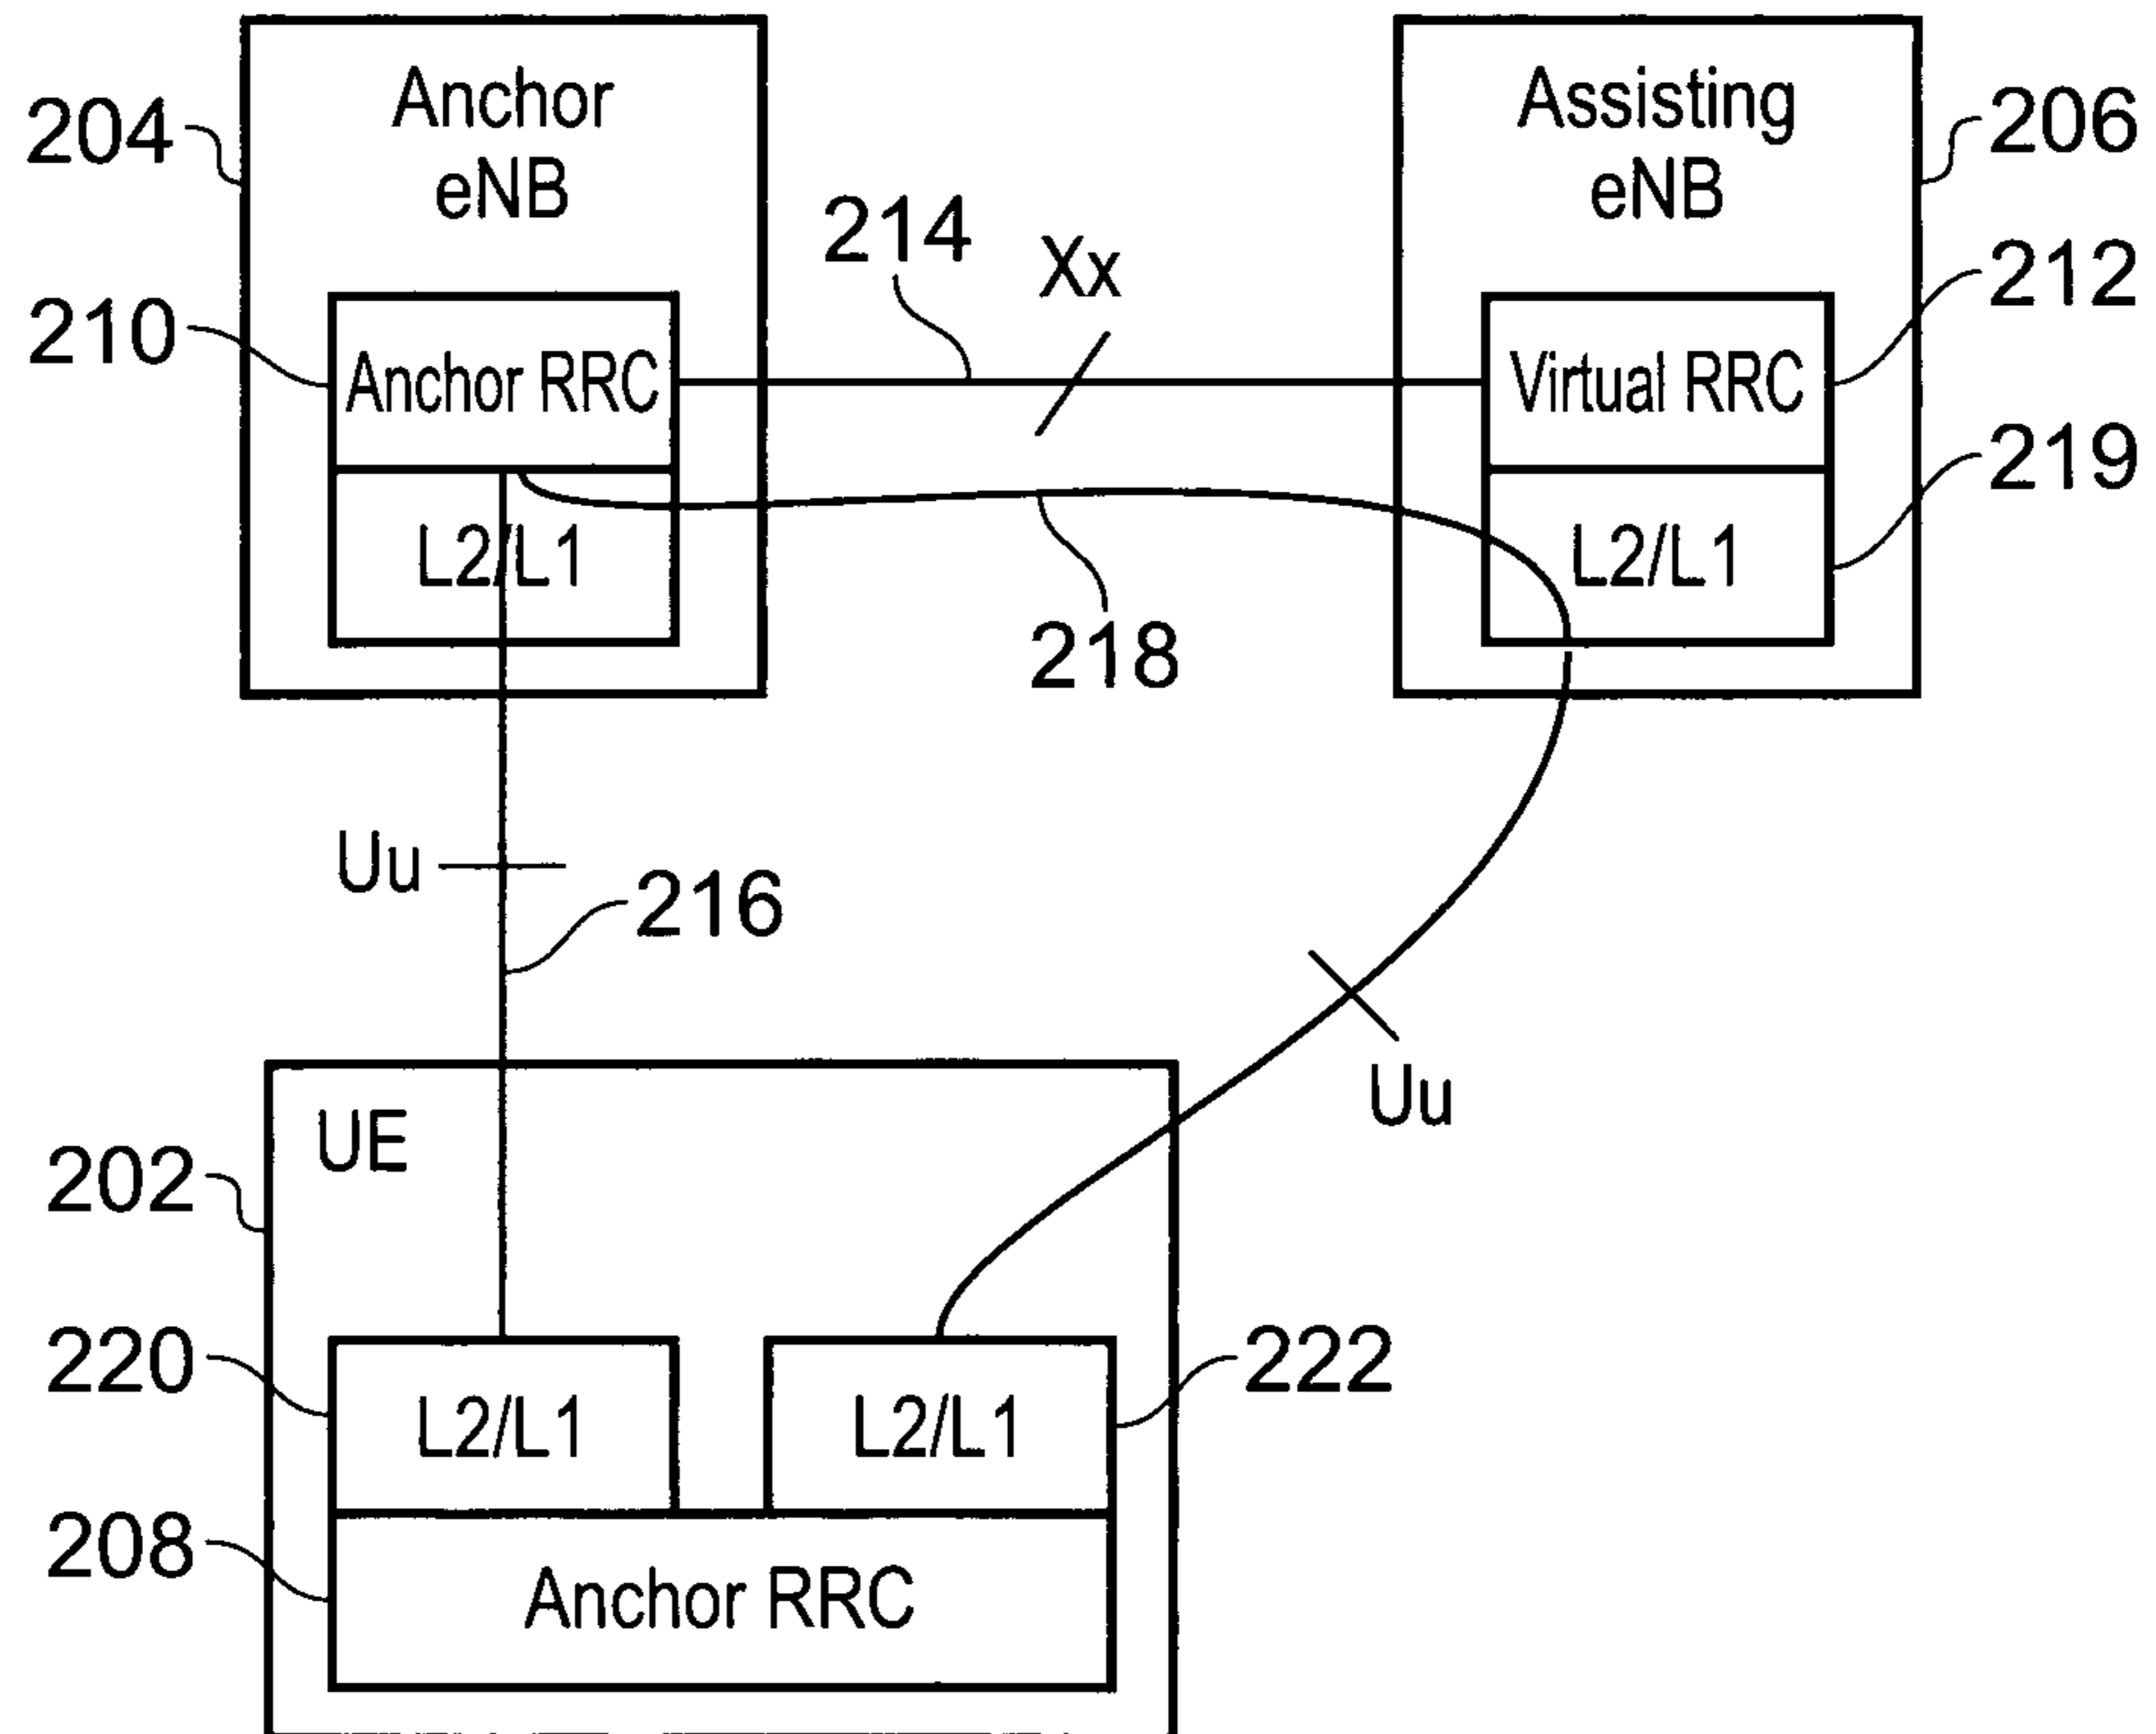 Anchor
eNB
Assisting
eNB
204
206
214
Xx
212
210
Anchor RRC
Virtual RRC
219
L2/L1
L2/L1
218
Uu
216
Uu
UE
202
220
L2/L1
L2/L1
222
208
Anchor RRC